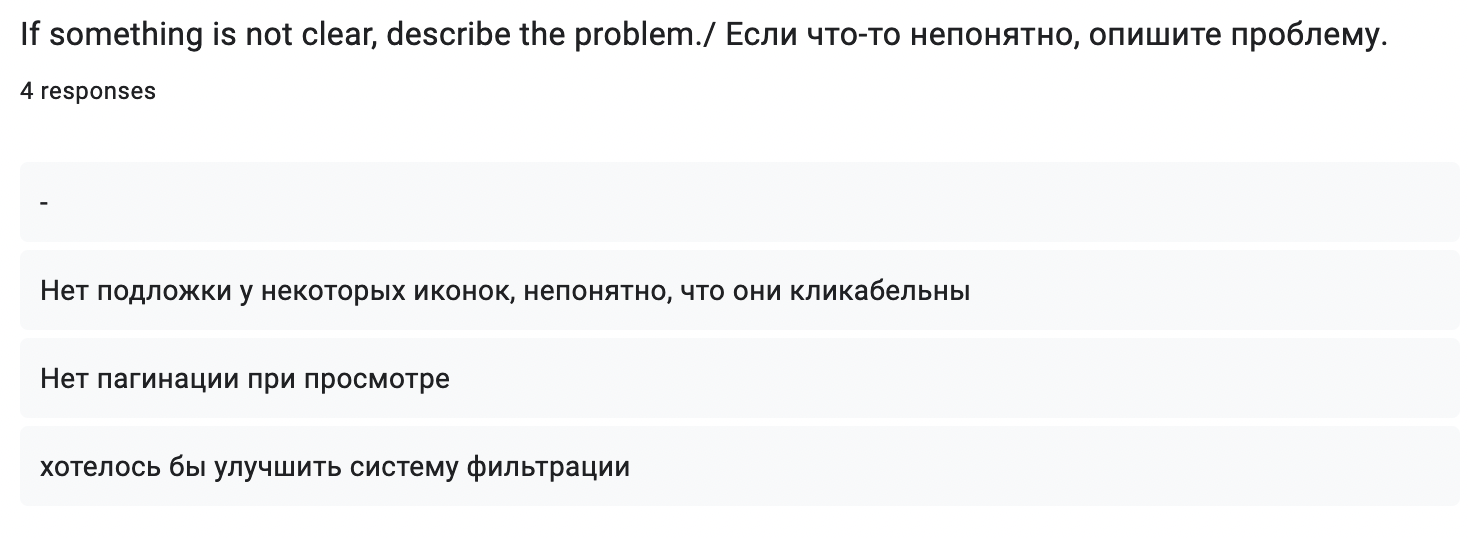 If something is not clear, describe the problem./ Если что-то непонятно, опишите проблему.
4 responses
-
Нет подложки у некоторых иконок, непонятно, что они кликабельны
Нет пагинации при просмотре
хотелось бы улучшить систему фильтрации